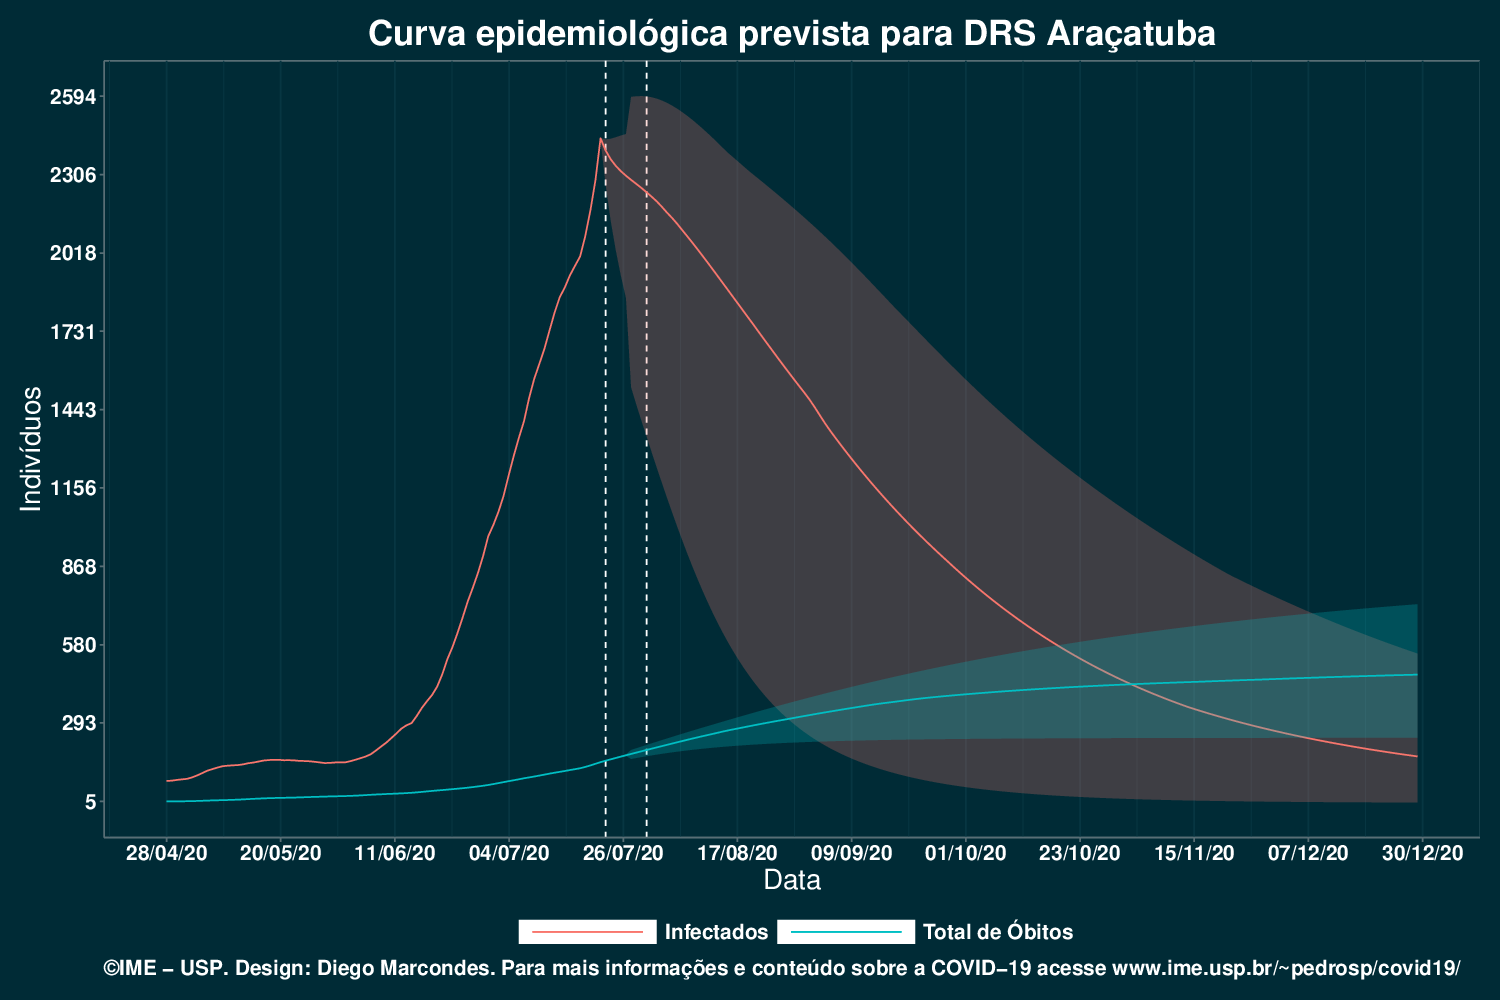 Curva epidemiológica prevista para DRS Araçatuba
Indivíduos
2594
2306
2018
1731
1443
1156
868
580
293
5
28/04/20 20/05/20 11/06/20 04/07/20 26/07/20 17/08/20 09/09/20 01/10/20 23/10/20 15/11/20 07/12/20 30/12/20
Data
Infectados Total de Óbitos
©IME − USP. Design: Diego Marcondes. Para mais informações e conteúdo sobre a COVID−19 acesse www.ime.usp.br/~pedrosp/covid19/